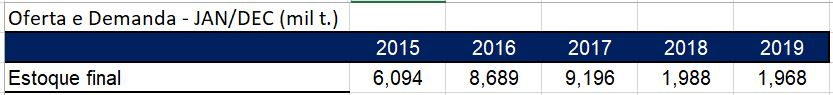 Oferta e Demanda - JAN/DEC (mil t.)
2015 2016 2017 2018 2019
Estoque final 6,094 8,689 9,196 1,988 1,968